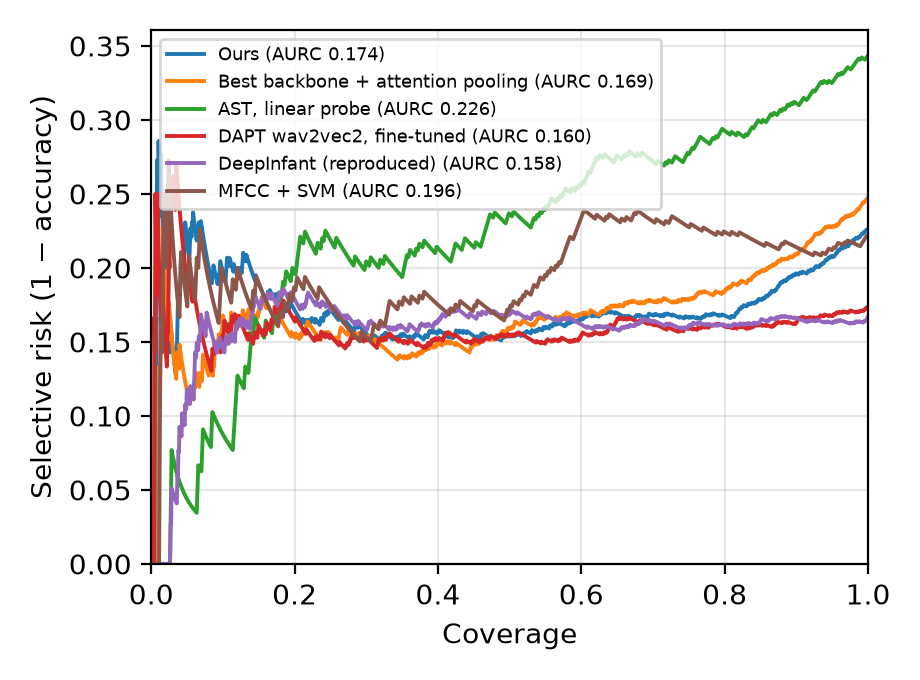 Ours (AURC 0.174)
Best backbone + attention pooling (AURC 0.169)
AST, linear probe (AURC 0.226)
DAPT wav2vec2, fine-tuned (AURC 0.160)
DeepInfant (reproduced) (AURC 0.158)
MFCC + SVM (AURC 0.196)
Selective risk (1 − accuracy)
0.35
0.30
0.25
0.20
0.15
0.10
0.05
0.00
0.0 0.2 0.4 0.6 0.8 1.0
Coverage